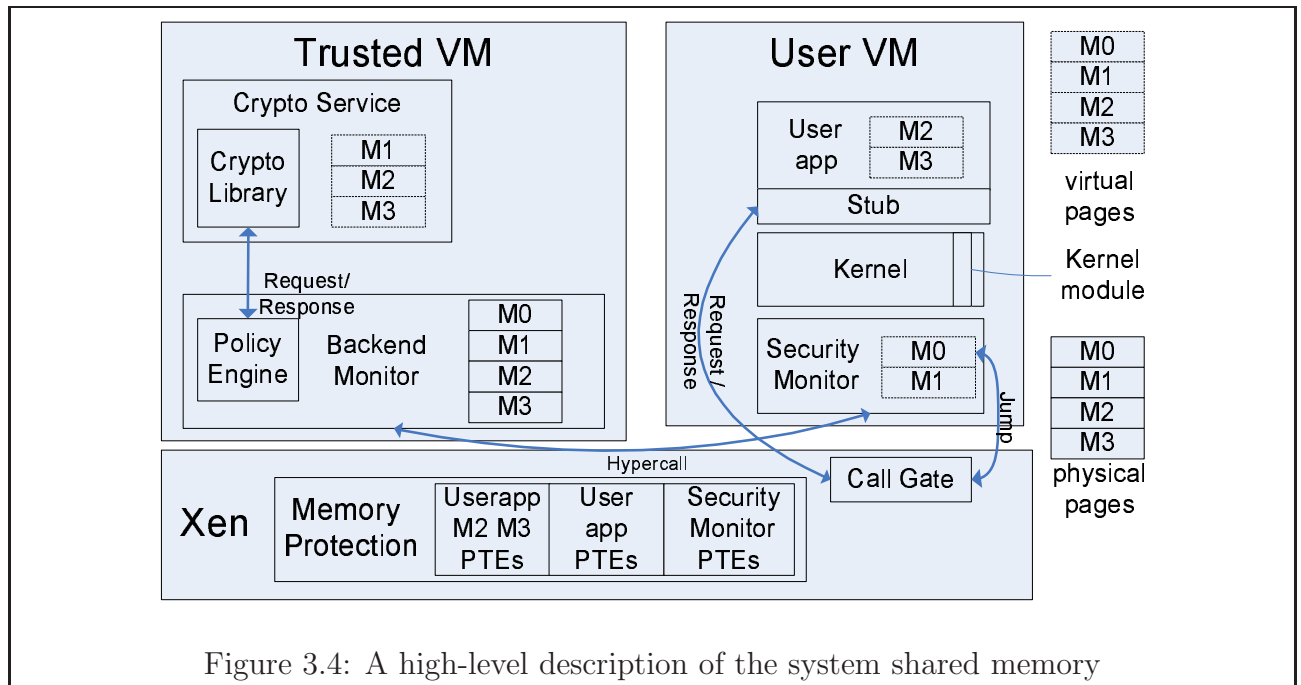 Trusted VM
Crypto Service
Crypto
Library
M1
M2
M3
Request/
Response
Policy
Engine
Backend
Monitor
M0
M1
M2
M3
User VM
User
app
M2
M3
Stub
Kernel
Security
Monitor
M0
M1
Request /
Response
Jump
M0
M1
M2
M3
virtual
pages
Kernel
module
M0
M1
M2
M3
physical
pages
Hypercall
Call Gate
Xen
Memory
Protection
Userapp
M2 M3
PTEs
User
app
PTEs
Security
Monitor
PTEs
Figure 3.4: A high-level description of the system shared memory